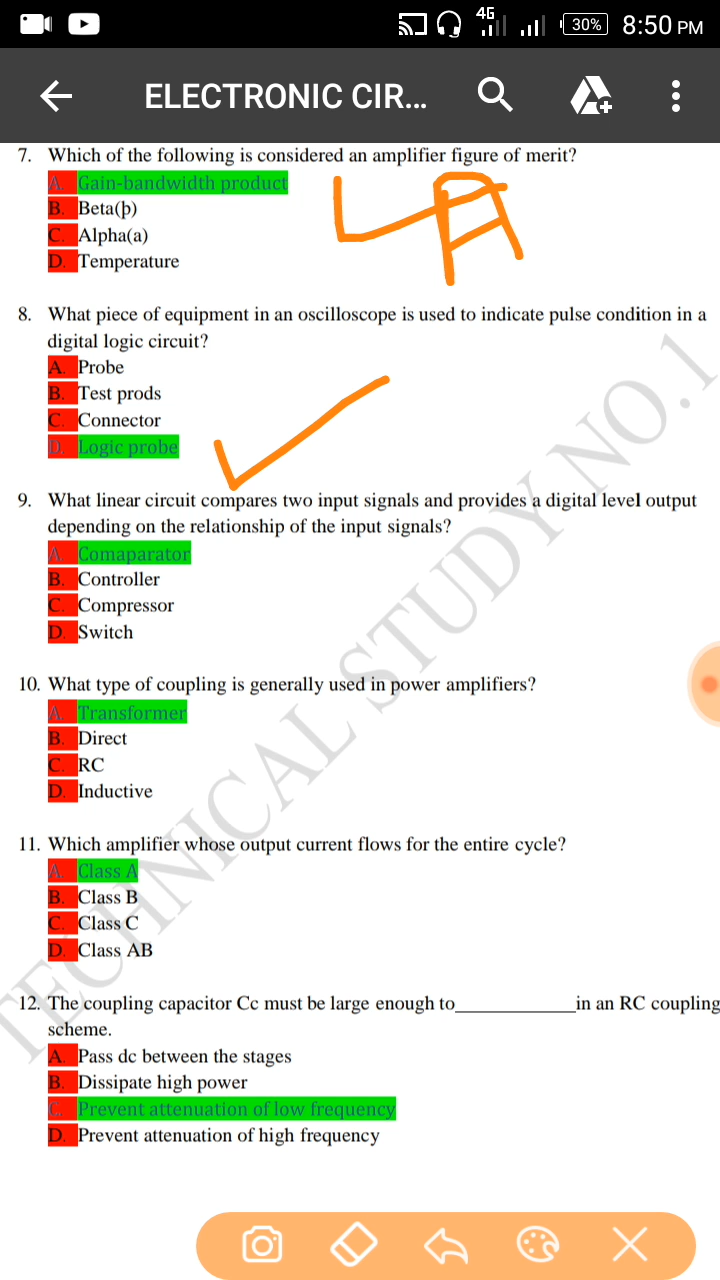 4G
30%
8:50 PM
ELECTRONIC CIR...
7. Which of the following is considered an amplifier figure of merit?
A. Gain-bandwidth product
B. Beta(þ)
C. Alpha(a)
D. Temperature
8. What piece of equipment in an oscilloscope is used to indicate pulse condition in a
digital logic circuit?
A. Probe
B. Test prods
C. Connector
D. Logic probe
9. What linear circuit compares two input signals and provides a digital level output
depending on the relationship of the input signals?
A. Comaparator
B. Controller
C. Compressor
D. Switch
10. What type of coupling is generally used in power amplifiers?
A. Transformer
B. Direct
C. RC
D. Inductive
11. Which amplifier whose output current flows for the entire cycle?
A. Class A
B. Class B
C. Class C
D. Class AB
12. The coupling capacitor Cc must be large enough to____________in an RC coupling
scheme.
A. Pass dc between the stages
B. Dissipate high power
C. Prevent attenuation of low frequency
D. Prevent attenuation of high frequency
TECHNICAL STUDY NO.1